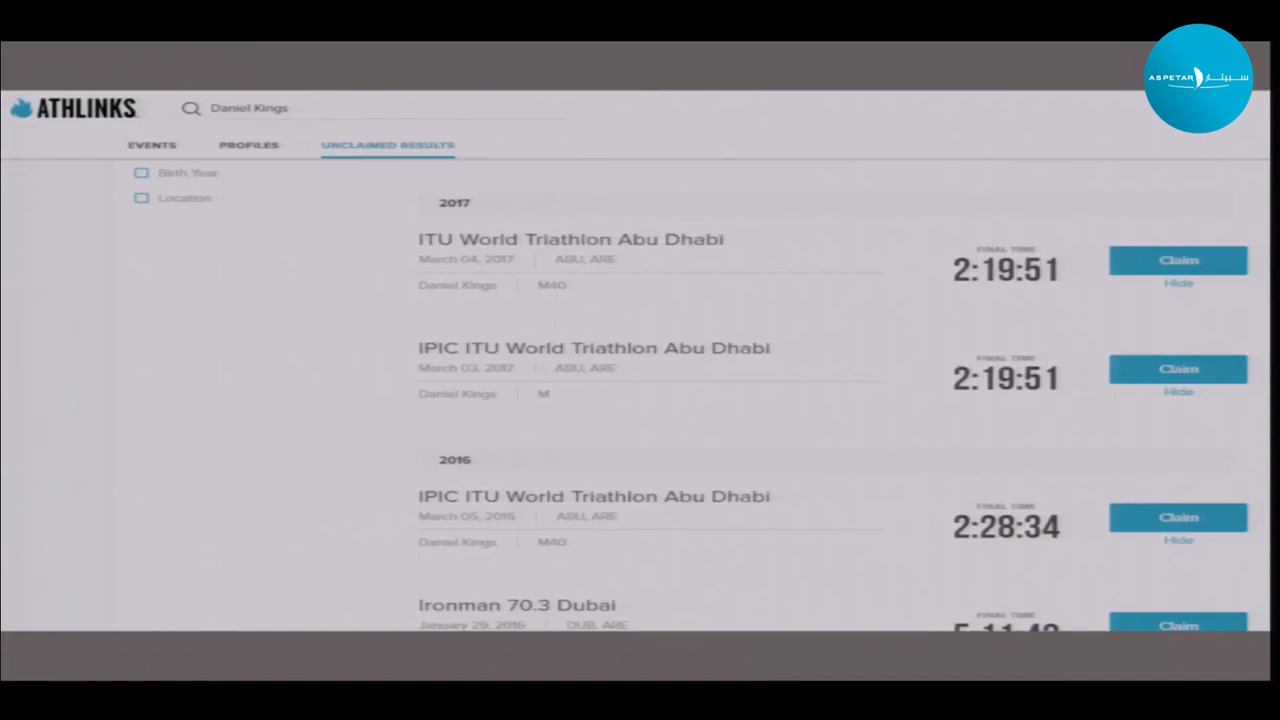 ASPETAR سبيتار
ATHLINKS
Daniel Kings
EVENTS PROFILES UNCLAIMED RESULTS
Birth Year
Location
2017
ITU World Triathlon Abu Dhabi
March 04, 2017 ABU, ARE
Daniel Kings M40
FINAL TIME
2:19:51
Claim
Hide
IPIC ITU World Triathlon Abu Dhabi
March 03, 2017 ABU, ARE
Daniel Kings M
FINAL TIME
2:19:51
Claim
Hide
2016
IPIC ITU World Triathlon Abu Dhabi
March 05, 2016 ABU, ARE
Daniel Kings M40
FINAL TIME
2:28:34
Claim
Hide
Ironman 70.3 Dubai
January 29, 2016 DUB, ARE
FINAL TIME
Claim